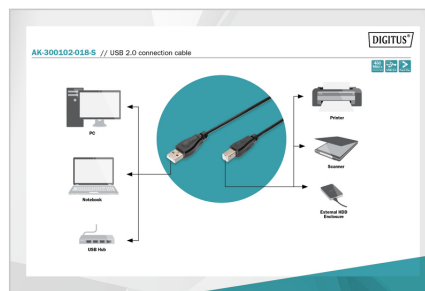 DIGITUS®
AK-300102-018-S // USB 2.0 connection cable
PC
Printer
Notebook
Scanner
USB Hub
External HDD
Enclosure